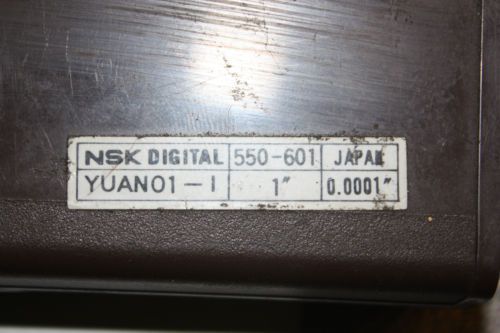 NSK DIGITAL 550-601 JAPAN
YUAN01-I 1" 0.0001"